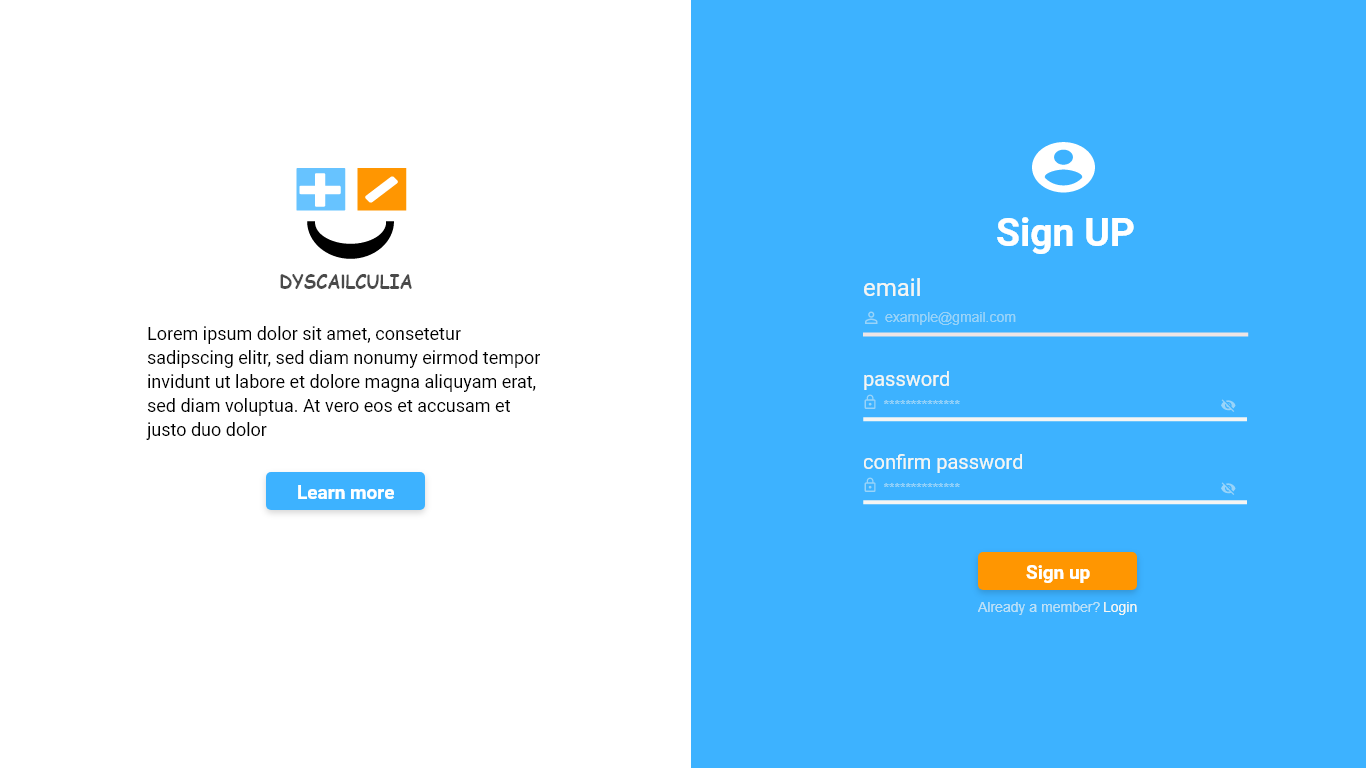 DYSCAILCULIA
Lorem ipsum dolor sit amet, consetetur
sadipscing elitr, sed diam nonumy eirmod tempor
invidunt ut labore et dolore magna aliquyam erat,
sed diam voluptua. At vero eos et accusam et
justo duo dolor
Learn more
Sign UP
email
example@gmail.com
password
**************
confirm password
**************
Sign up
Already a member? Login